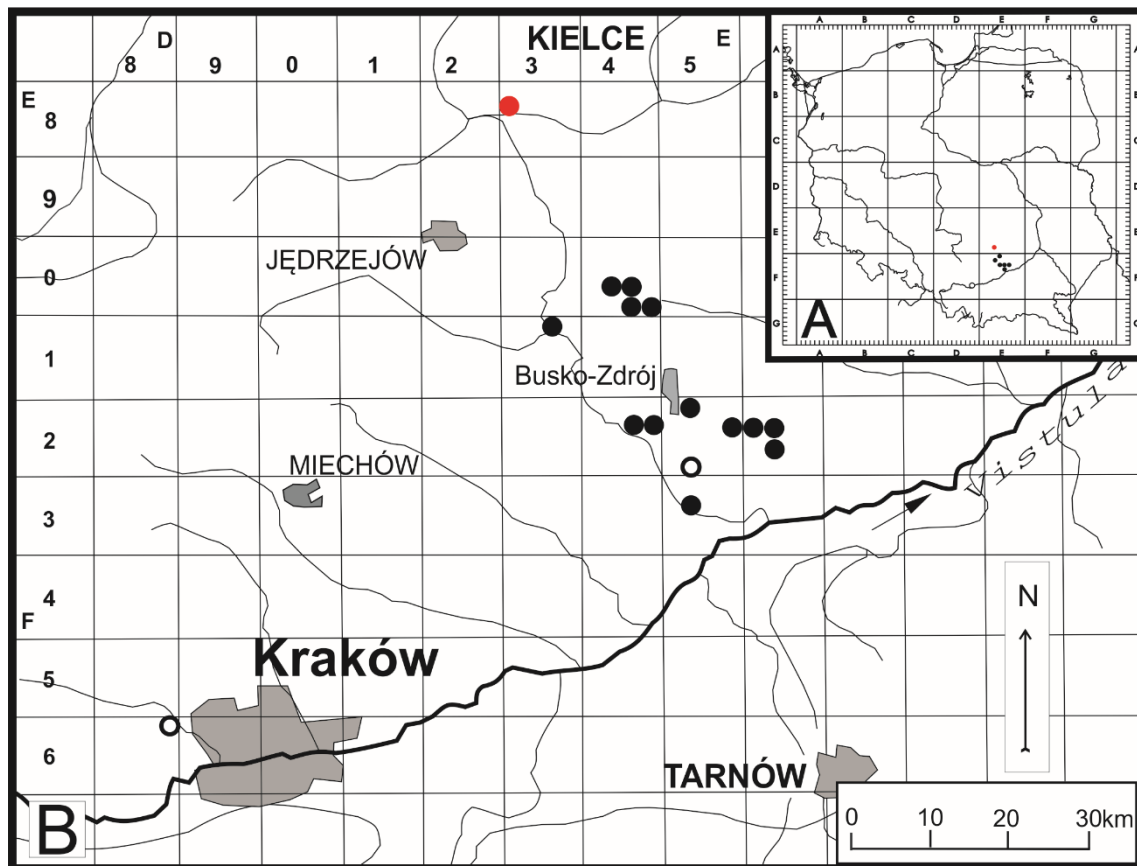 D
KIELCE
E
8 9 0 1 2 3 4 5
E
8
9
0
1
2
3
4
F
5
6
JĘDRZEJÓW
Busko-Zdrój
MIECHÓW
Vistula
Kraków
TARNÓW
N
0 10 20 30km
B
A B C D E F G
A A
B B
C C
D D
E E
F F
G G
A
A B C D E F G